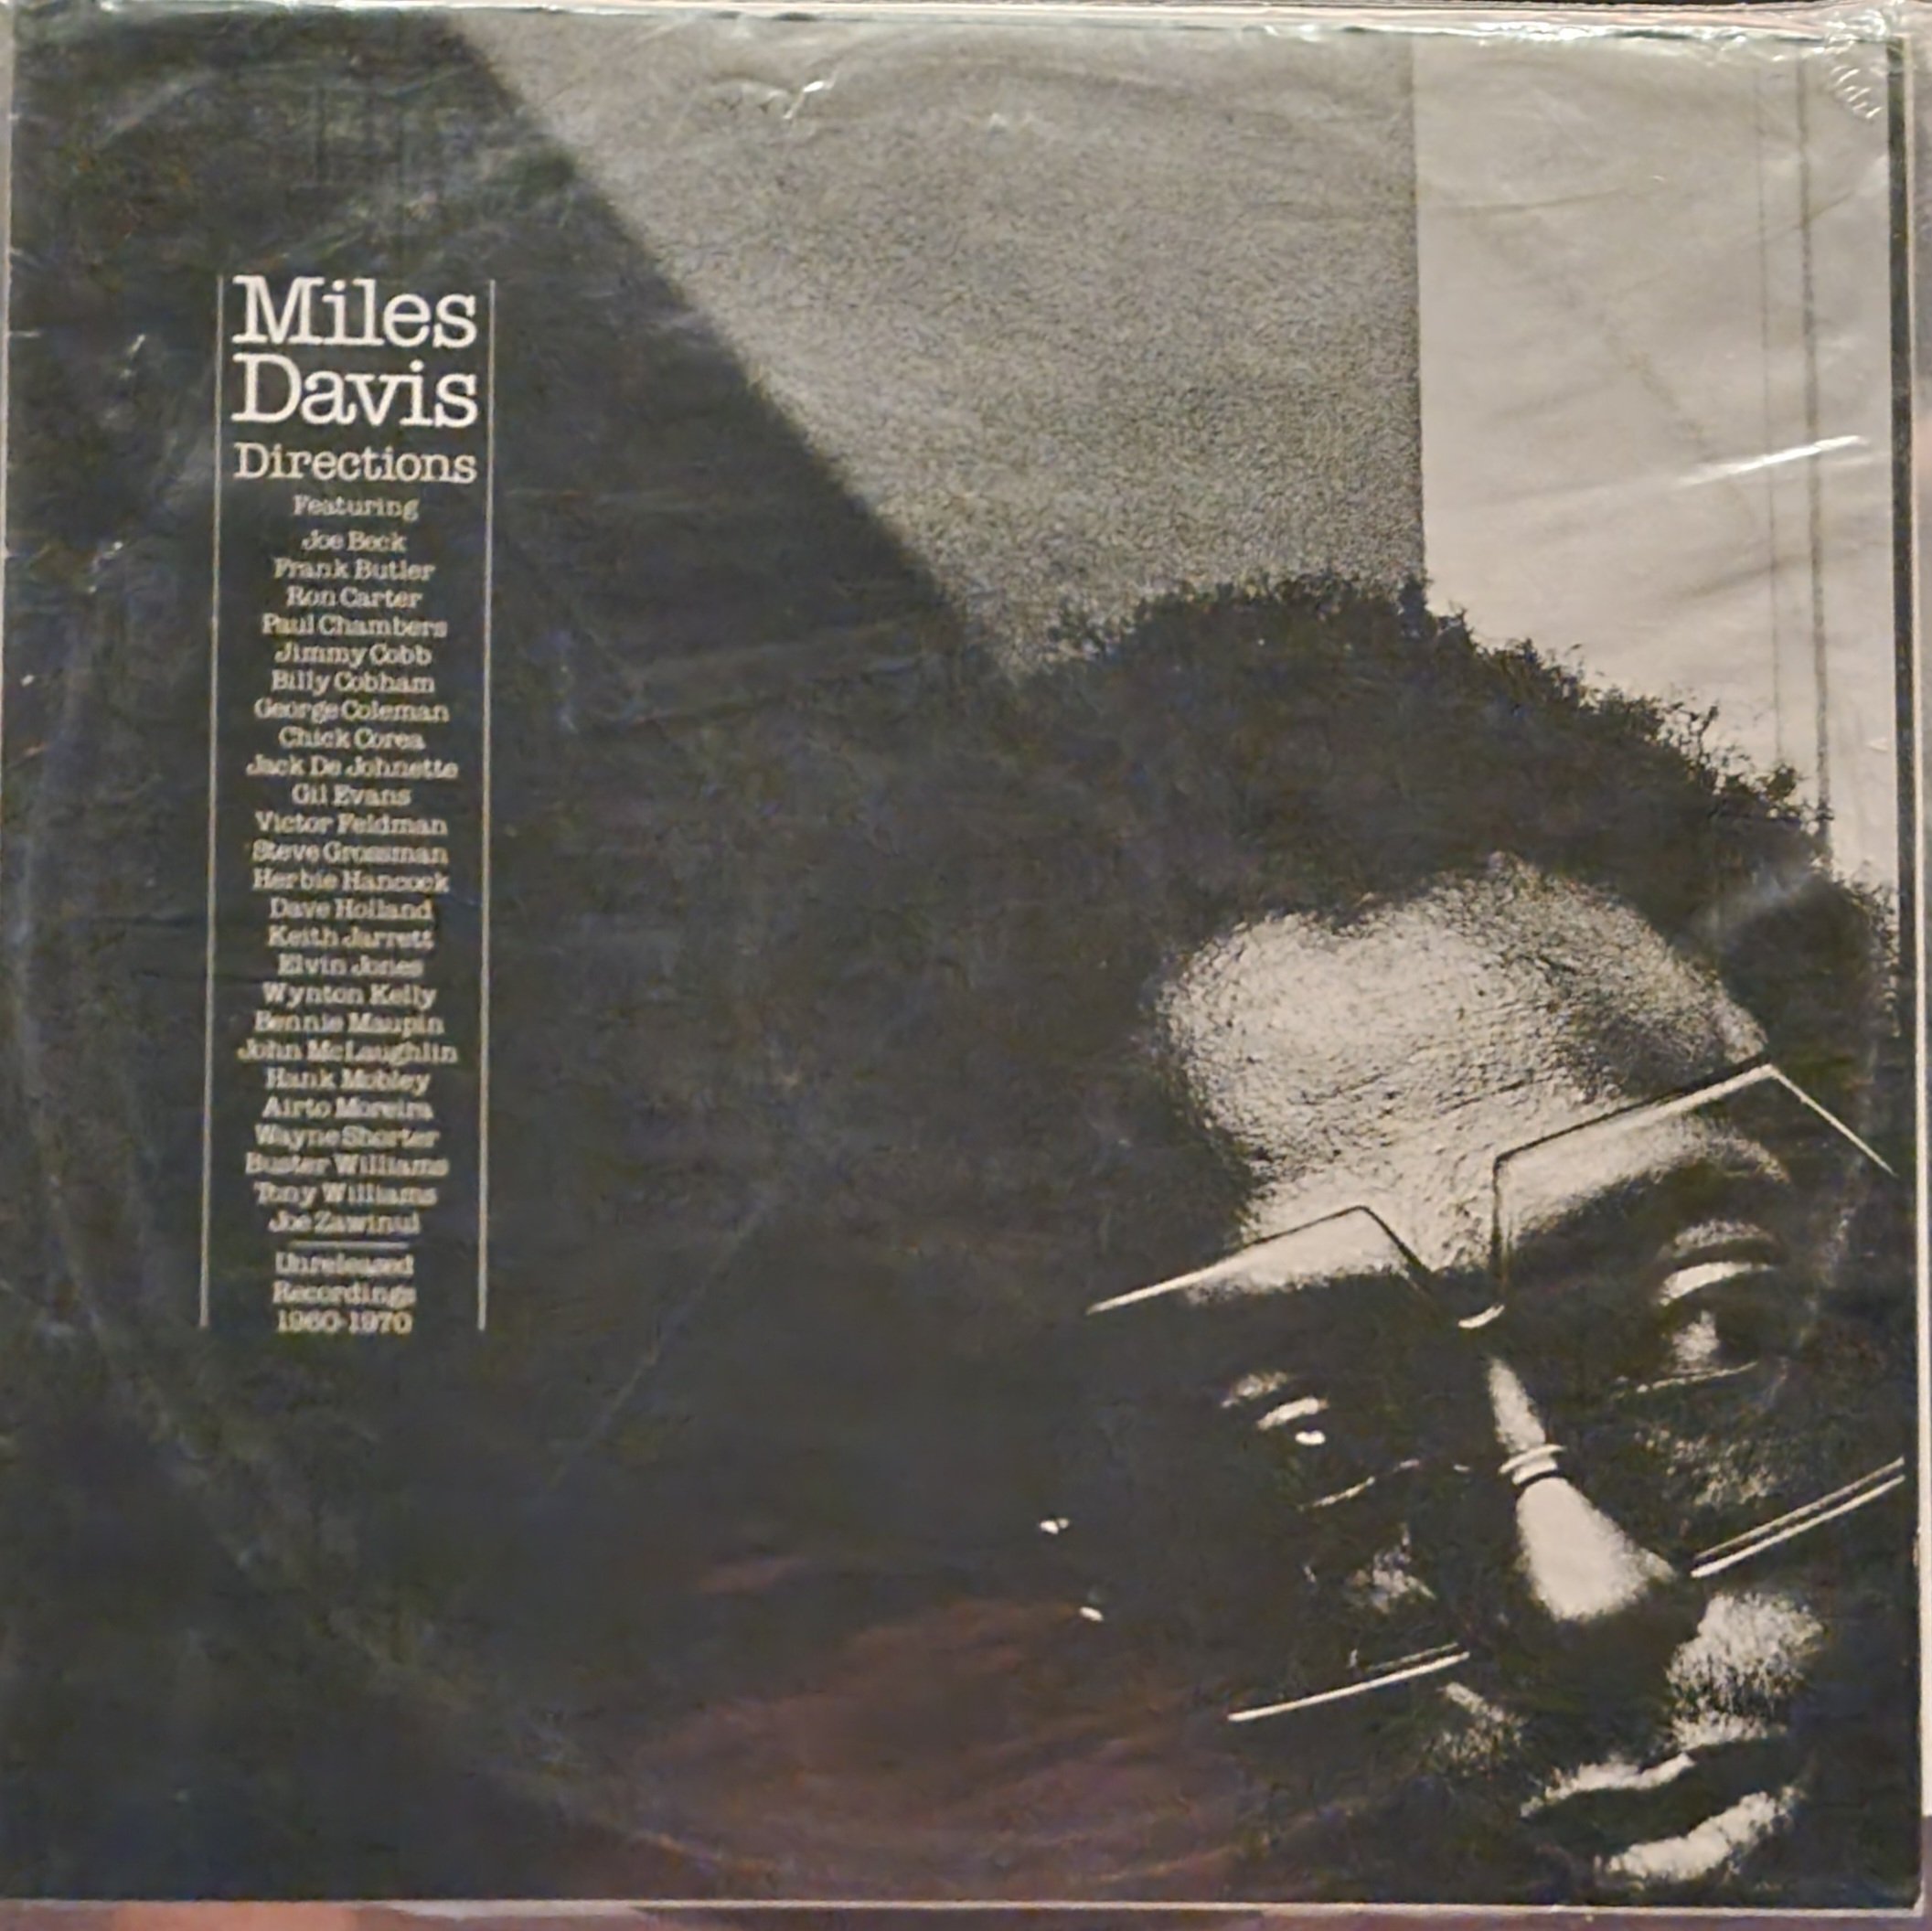 Miles
Davis
Directions
Featuring
Joe Beck
Frank Butler
Ron Carter
Paul Chambers
Jimmy Cobb
Billy Cobham
George Coleman
Chick Corea
Jack De Johnette
Gil Evans
Victor Feldman
Steve Grossman
Herbie Hancock
Dave Holland
Keith Jarrett
Elvin Jones
Wynton Kelly
Bennie Maupin
John McLaughlin
Hank Mobley
Airto Moreira
Wayne Shorter
Buster Williams
Tony Williams
Joe Zawinul
Unreleased
Recordings
1960-1970